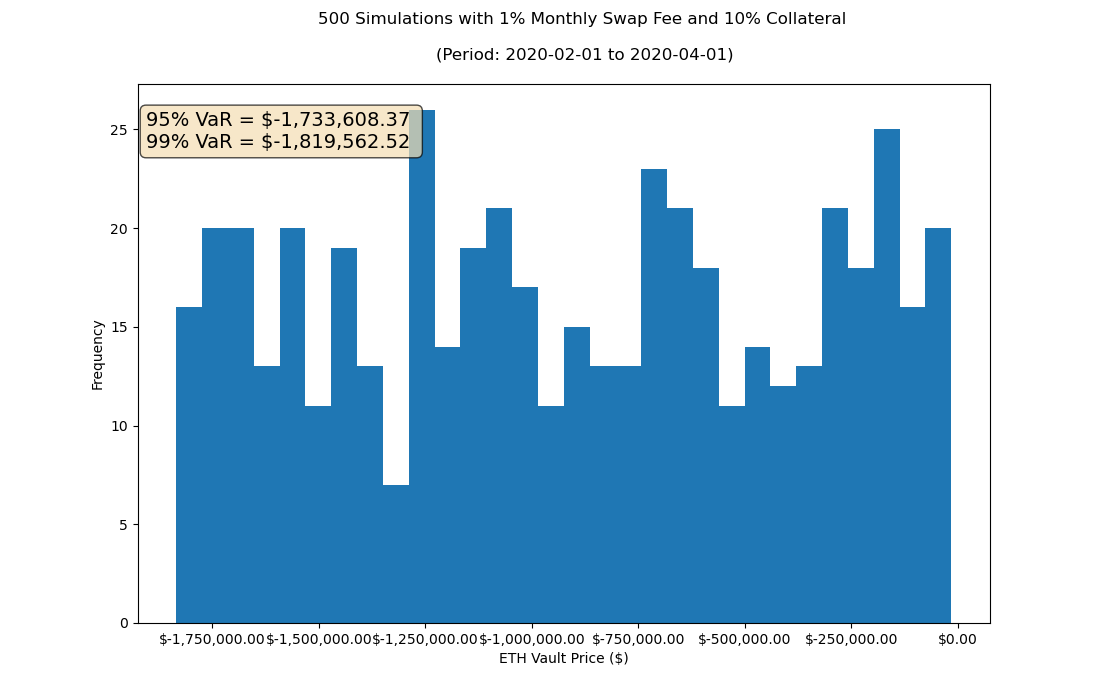 500 Simulations with 1% Monthly Swap Fee and 10% Collateral
(Period: 2020-02-01 to 2020-04-01)
95% VaR = $-1,733,608.37
99% VaR = $-1,819,562.52
25
20
15
10
5
0
Frequency
$-1,750,000.00 $-1,500,000.00 $-1,250,000.00 $-1,000,000.00 $-750,000.00 $-500,000.00 $-250,000.00 $0.00
ETH Vault Price ($)